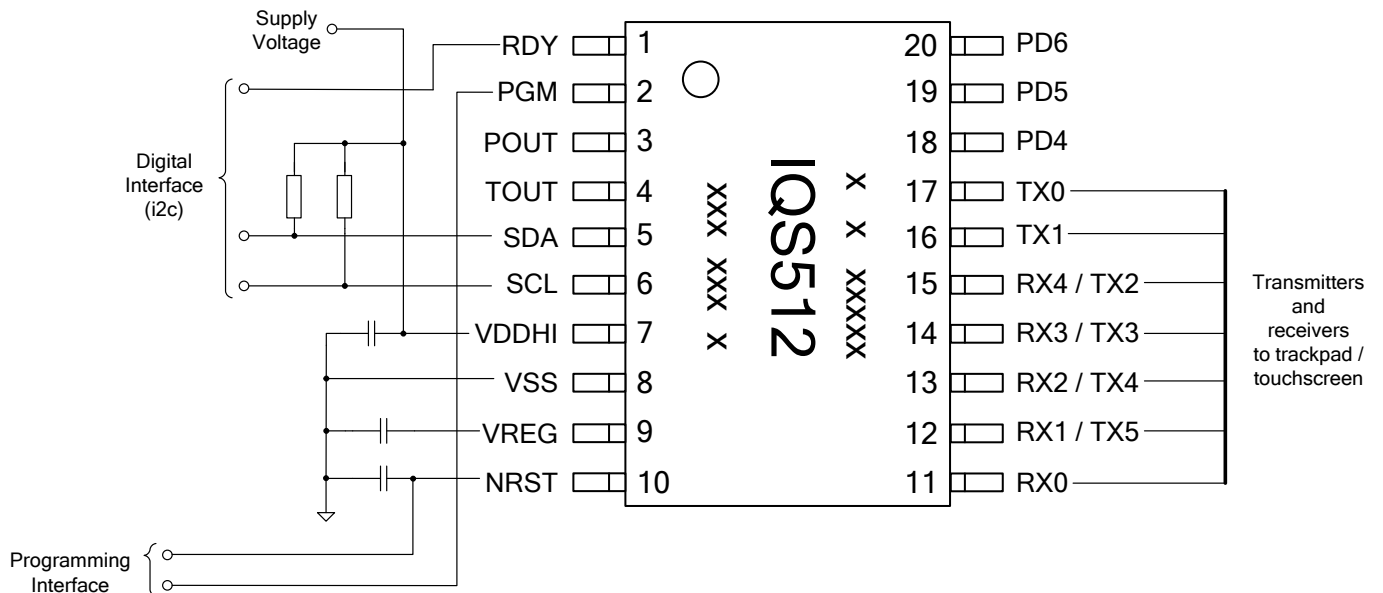 Supply
Voltage
Digital
Interface
(i2c)
Programming
Interface
RDY 1
PGM 2
POUT 3
TOUT 4
SDA 5
SCL 6
VDDHI 7
VSS 8
VREG 9
NRST 10
IQS512
x x xxxxx
xxx xxx x
20 PD6
19 PD5
18 PD4
17 TX0
16 TX1
15 RX4 / TX2
14 RX3 / TX3
13 RX2 / TX4
12 RX1 / TX5
11 RX0
Transmitters
and
receivers
to trackpad /
touchscreen